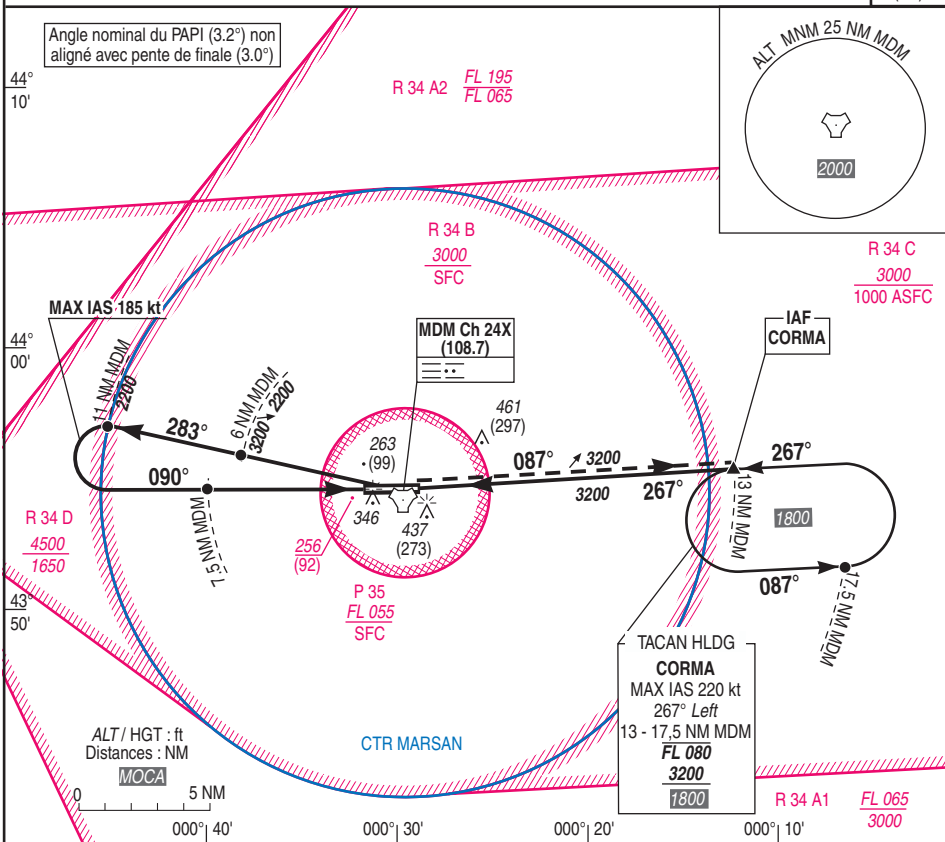 Angle nominal du PAPI (3.2°) non
aligné avec pente de finale (3.0°)
44°
10'
R 34 A2
FL 195
FL 065
ALT MNM 25 NM MDM
2000
R 34 B
3000
SFC
R 34 C
3000
1000 ASFC
MAX IAS 185 kt
MDM Ch 24X
(108.7)
IAF
CORMA
44°
00'
11 NM MDM
2200
6 NM MDM
3200 2200
283°
263
(99)
461
(297)
087°
3200
267°
090°
3200
267°
13 NM MDM
7.5 NM MDM
346
437
(273)
1800
R 34 D
4500
1650
256
(92)
087°
17.5 NM MDM
P 35
FL 055
SFC
43°
50'
TACAN HLDG
CORMA
MAX IAS 220 kt
267° Left
13 - 17,5 NM MDM
FL 080
3200
1800
ALT / HGT : ft
Distances : NM
MOCA
0 5 NM
CTR MARSAN
R 34 A1
FL 065
3000
000° 40'
000° 30'
000° 20'
000° 10'